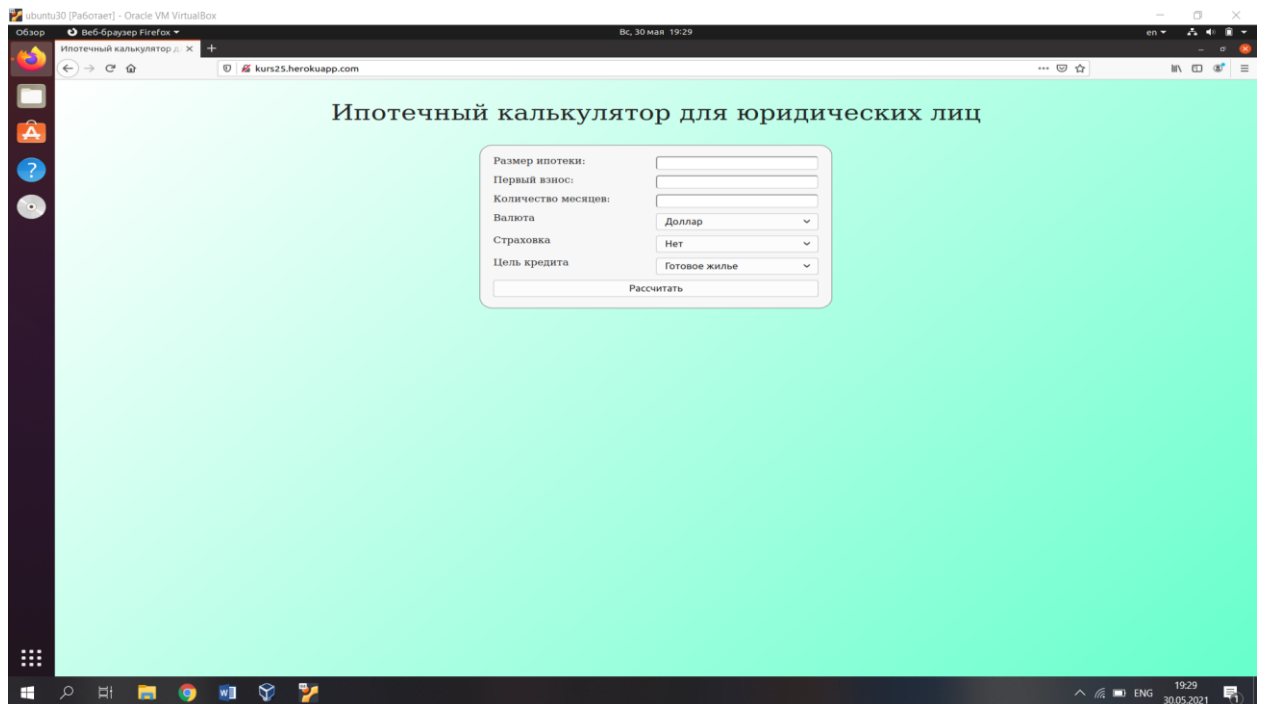 ubuntu30 [Работает] - Oracle VM VirtualBox
Обзор Веб-браузер Firefox Вс, 30 мая 19:29 en
Ипотечный калькулятор д
kurs25.herokuapp.com
Ипотечный калькулятор для юридических лиц
Размер ипотеки:
Первый взнос:
Количество месяцев:
Валюта Доллар
Страховка Нет
Цель кредита Готовое жилье
Рассчитать
ENG 19:29
30.05.2021